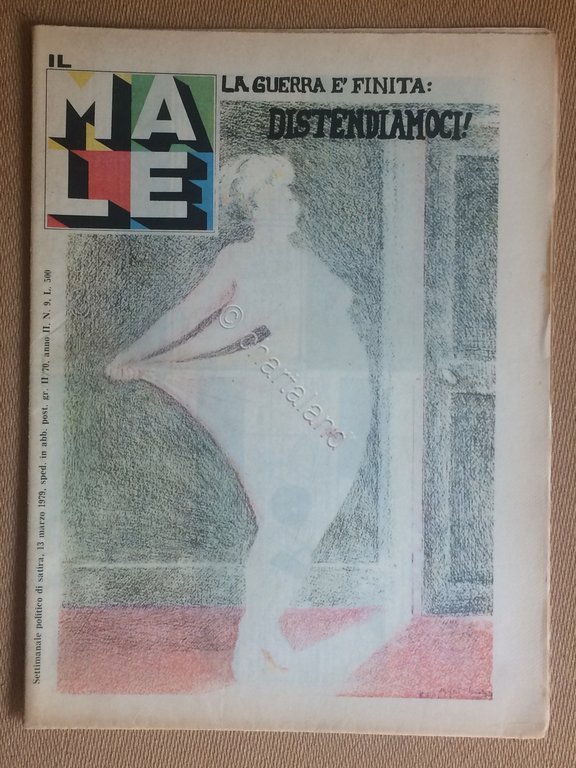 IL
MA
LE
LA GUERRA E' FINITA:
DISTENDIAMOCI!
Settimanale politico di satira, 13 marzo 1979, sped. in abb. post. gr. II/70, anno II, N. 9, L. 500
© chartaland